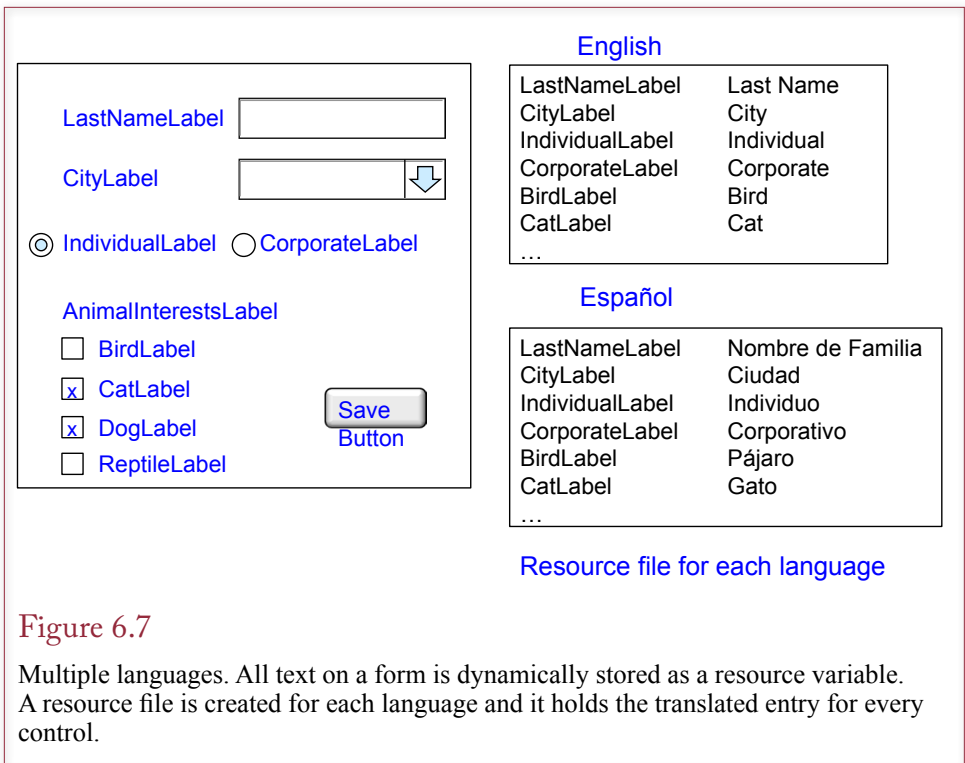 LastNameLabel
CityLabel
IndividualLabel CorporateLabel
AnimalInterestsLabel
BirdLabel
x CatLabel
x DogLabel
ReptileLabel
Save
Button
English
LastNameLabel Last Name
CityLabel City
IndividualLabel Individual
CorporateLabel Corporate
BirdLabel Bird
CatLabel Cat
…
Español
LastNameLabel Nombre de Familia
CityLabel Ciudad
IndividualLabel Individuo
CorporateLabel Corporativo
BirdLabel Pájaro
CatLabel Gato
…
Resource file for each language
Figure 6.7
Multiple languages. All text on a form is dynamically stored as a resource variable.
A resource file is created for each language and it holds the translated entry for every
control.